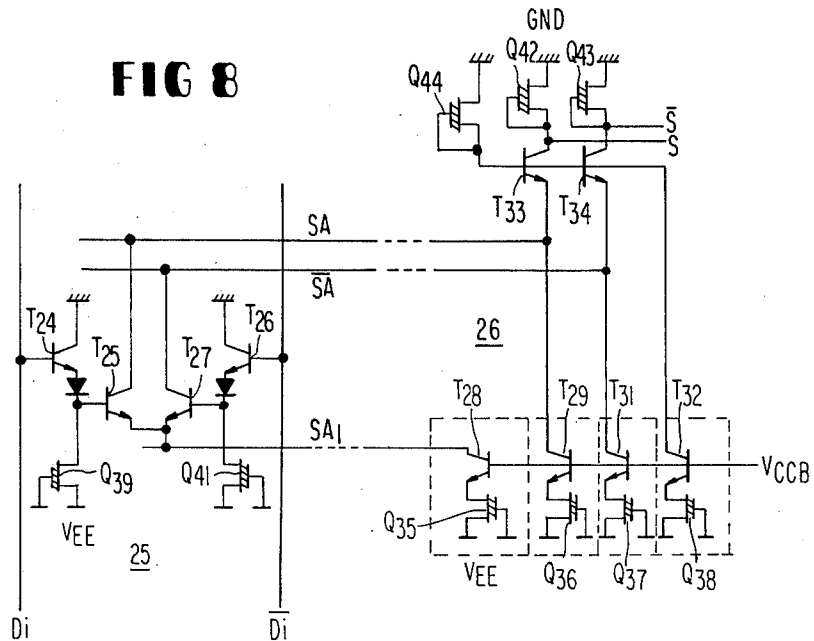 FIG 8
GND
Q44
Q42
Q43
S̅
S
T33
T34
SA
S̅A̅
T24
T25
T27
T26
26
T28
T29
T31
T32
SA1
VCCB
Q39
Q41
VEE
Q35
Q36
Q37
Q38
VEE
25
Di
D̅i̅